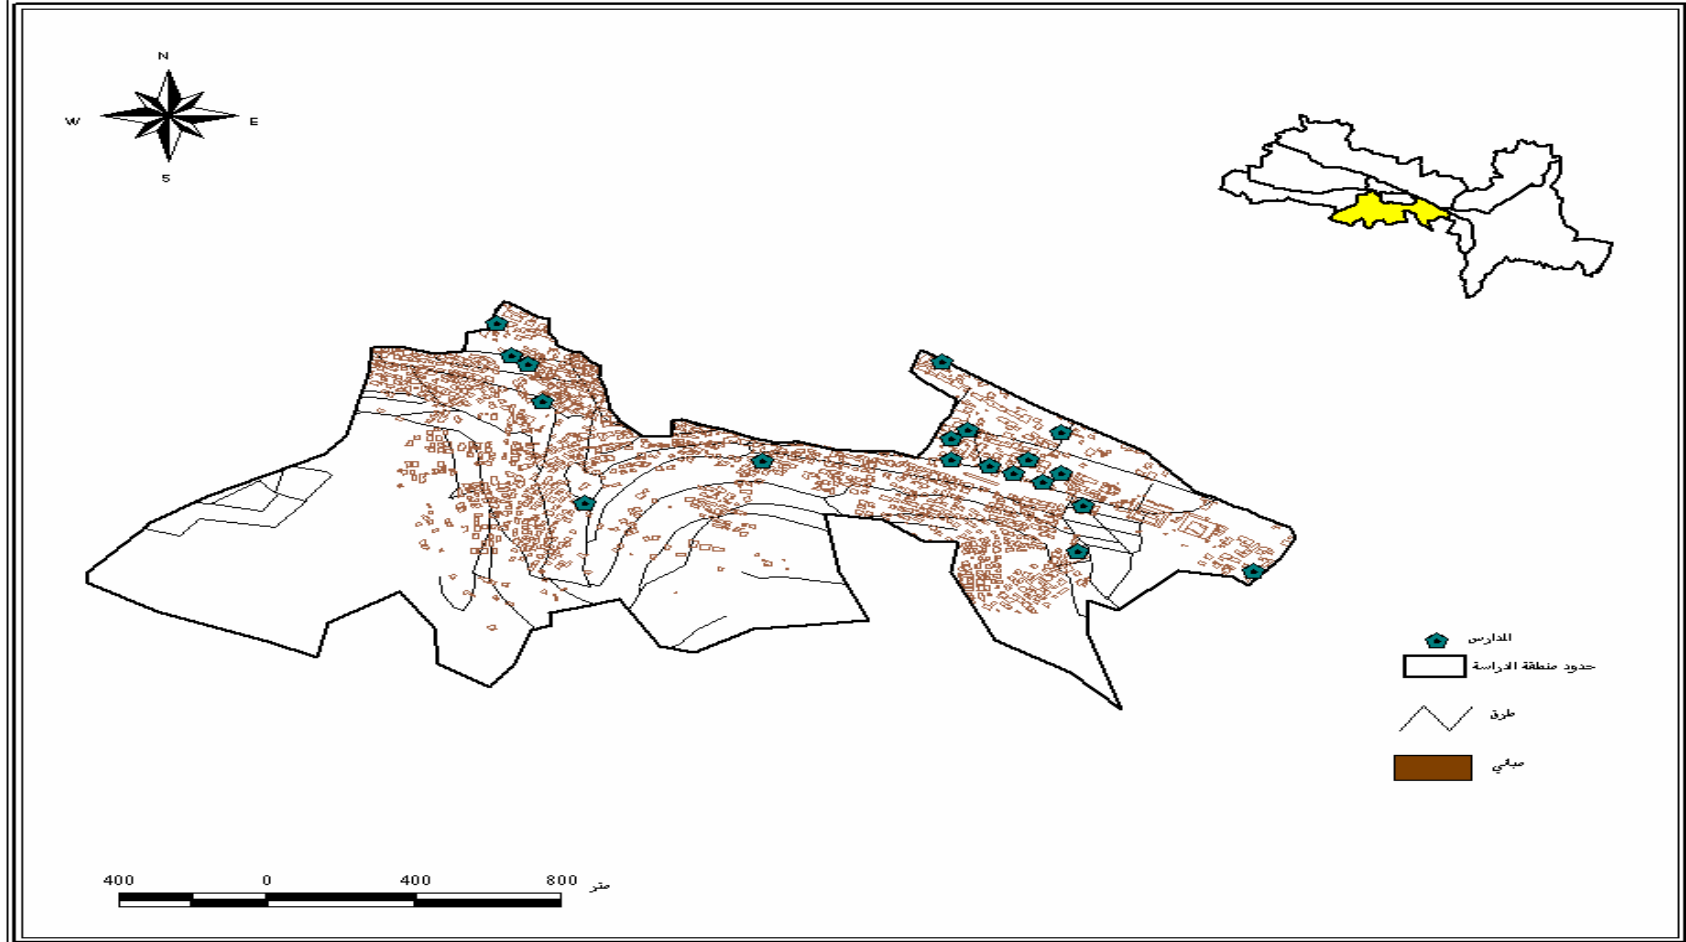 N
W E
S
المدارس
حدود منطقة الدراسة
طرق
مباني
400 0 400 800 متر